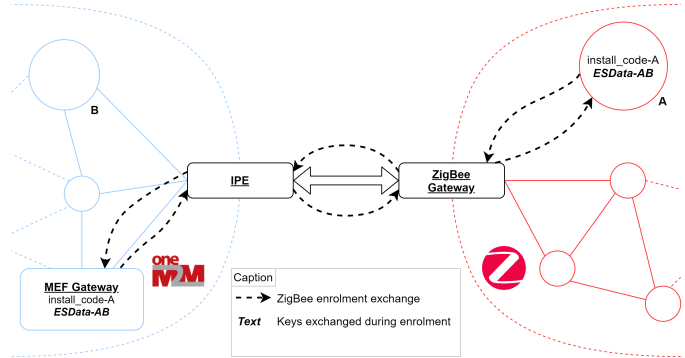 install_code-A
ESData-AB
A
B
IPE
ZigBee
Gateway
MEF Gateway
install_code-A
ESData-AB
one
M2M
Caption
ZigBee enrolment exchange
Text Keys exchanged during enrolment